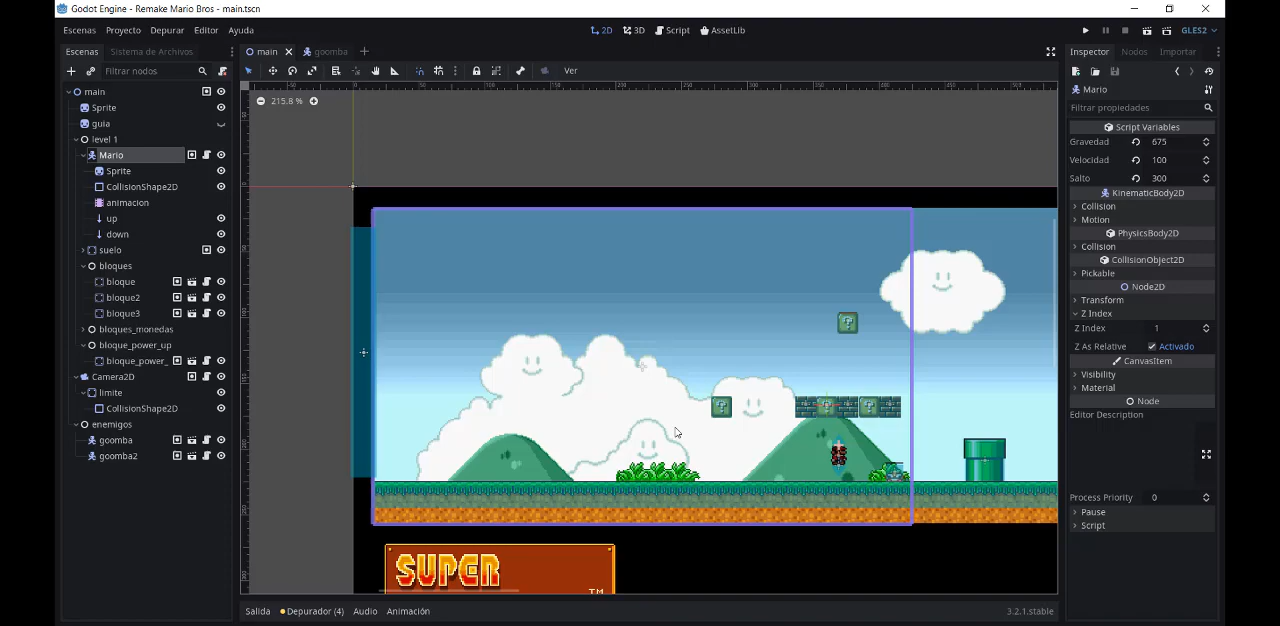 Godot Engine - Remake Mario Bros - main.tscn
Escenas Proyecto Depurar Editor Ayuda
2D 3D Script AssetLib
GLES2
Escenas Sistema de Archivos
main goomba
Inspector Nodos Importar
Filtrar nodos
Ver
Mario
Filtrar propiedades
215.8 %
main
Sprite
guia
level 1
Mario
Sprite
CollisionShape2D
animacion
up
down
suelo
bloques
bloque
bloque2
bloque3
bloques_monedas
bloque_power_up
bloque_power_
Camera2D
limite
CollisionShape2D
enemigos
goomba
goomba2
SUPER
TM
Script Variables
Gravedad 675
Velocidad 100
Salto 300
KinematicBody2D
Collision
Motion
PhysicsBody2D
Collision
CollisionObject2D
Pickable
Node2D
Transform
Z Index
Z Index 1
Z As Relative Activado
CanvasItem
Visibility
Material
Node
Editor Description
Process Priority 0
Pause
Script
Salida Depurador (4) Audio Animación
3.2.1.stable